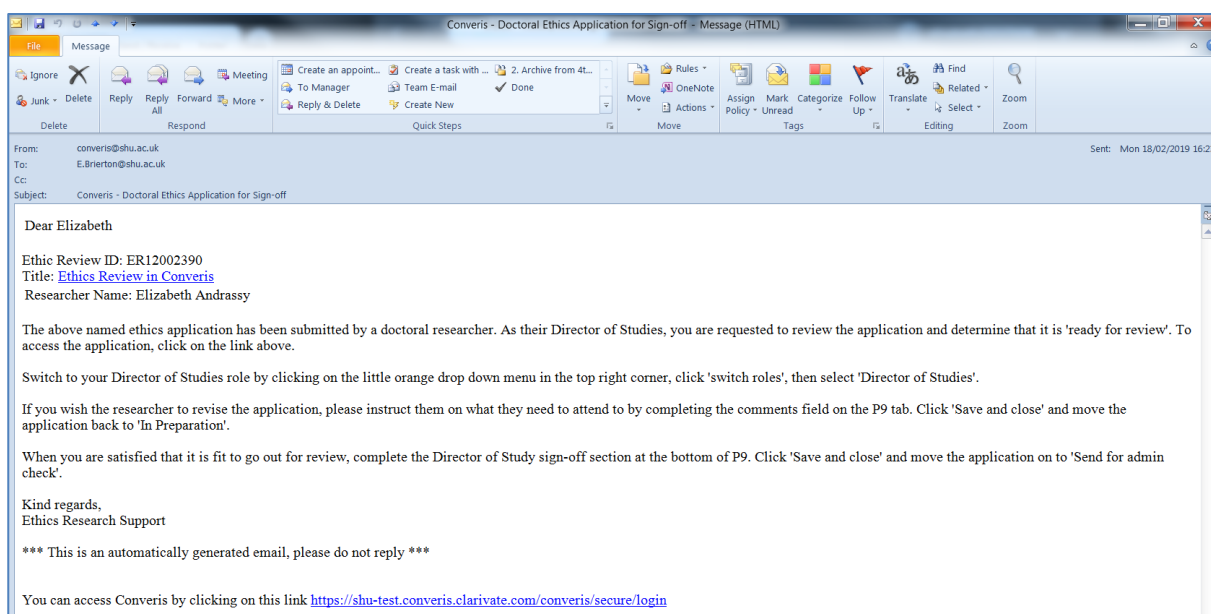 Converis - Doctoral Ethics Application for Sign-off - Message (HTML)
File Message
Ignore
Junk Delete
Reply Reply All Forward
Meeting
More
Create an appoint... Create a task with ... 2. Archive from 4t...
To Manager Team E-mail Done
Reply & Delete Create New
Move
Rules
OneNote
Actions
Assign Policy Mark Unread Categorize Follow Up
Translate
Find
Related
Select
Zoom
Delete Respond Quick Steps Move Tags Editing Zoom
From: converis@shu.ac.uk Sent: Mon 18/02/2019 16:2
To: E.Brierton@shu.ac.uk
Cc:
Subject: Converis - Doctoral Ethics Application for Sign-off
Dear Elizabeth
Ethic Review ID: ER12002390
Title: Ethics Review in Converis
Researcher Name: Elizabeth Andrassy
The above named ethics application has been submitted by a doctoral researcher. As their Director of Studies, you are requested to review the application and determine that it is 'ready for review'. To
access the application, click on the link above.
Switch to your Director of Studies role by clicking on the little orange drop down menu in the top right corner, click 'switch roles', then select 'Director of Studies'.
If you wish the researcher to revise the application, please instruct them on what they need to attend to by completing the comments field on the P9 tab. Click 'Save and close' and move the
application back to 'In Preparation'.
When you are satisfied that it is fit to go out for review, complete the Director of Study sign-off section at the bottom of P9. Click 'Save and close' and move the application on to 'Send for admin
check'.
Kind regards,
Ethics Research Support
*** This is an automatically generated email, please do not reply ***
You can access Converis by clicking on this link https://shu-test.converis.clarivate.com/converis/secure/login